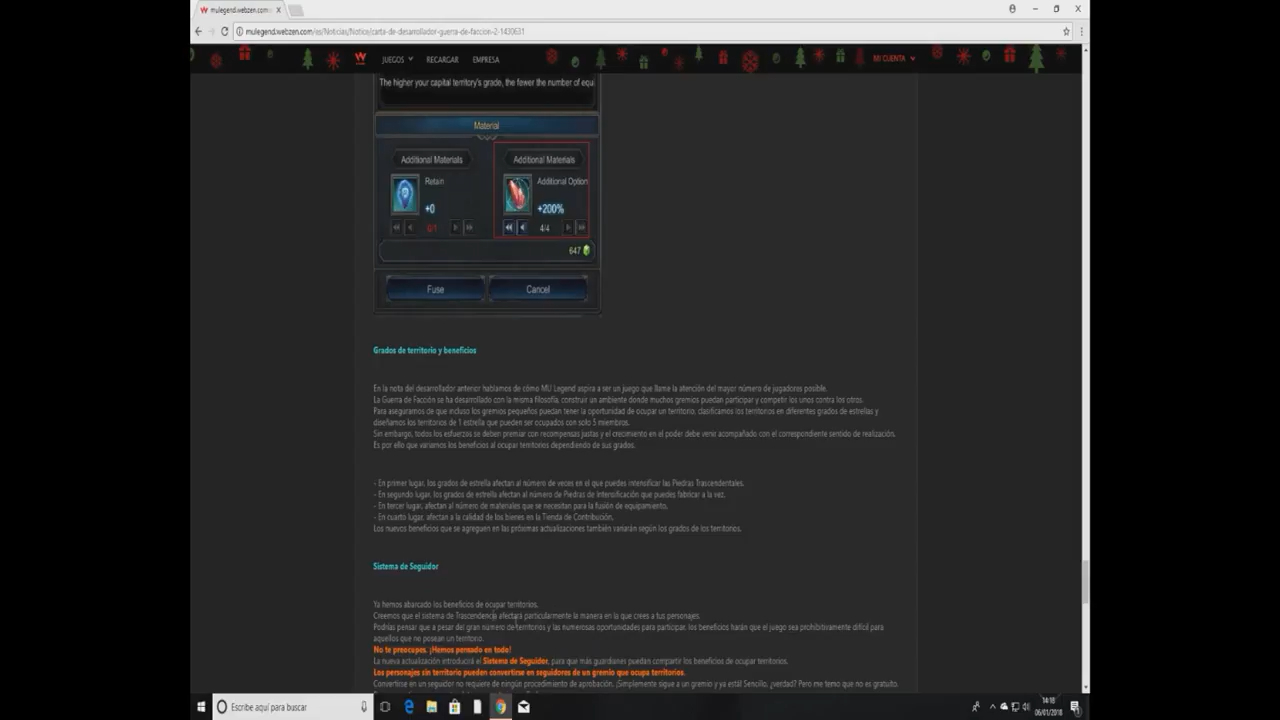 mulegend.webzen.com
mulegend.webzen.com/es/Noticias/Notice/carta-de-desarrollador-guerra-de-faccion-2-1430631
JUEGOS RECARGAR EMPRESA MI CUENTA
The higher your capital territory's grade, the fewer the number of equi
Material
Additional Materials Additional Materials
Retain Additional Option
+0 +200%
0/1 4/4
647
Fuse Cancel
Grados de territorio y beneficios
En la nota del desarrollador anterior hablamos de cómo MU Legend aspira a ser un juego que llame la atención del mayor número de jugadores posible.
La Guerra de Facción se ha desarrollado con la misma filosofía, construir un ambiente donde muchos gremios puedan participar y competir los unos contra los otros.
Para aseguramos de que incluso los gremios pequeños puedan tener la oportunidad de ocupar un territorio, clasificamos los territorios en diferentes grados de estrellas y
diseñamos los territorios de 1 estrella que pueden ser ocupados con solo 5 miembros.
Sin embargo, todos los esfuerzos se deben premiar con recompensas justas y el crecimiento en el poder debe venir acompañado con el correspondiente sentido de realización.
Es por ello que variamos los beneficios al ocupar territorios dependiendo de sus grados.
- En primer lugar, los grados de estrella afectan al número de veces en el que puedes intensificar las Piedras Trascendentales.
- En segundo lugar, los grados de estrella afectan al número de Piedras de Intensificación que puedes fabricar a la vez.
- En tercer lugar, afectan al número de materiales que se necesitan para la fusión de equipamiento.
- En cuarto lugar, afectan a la calidad de los bienes en la Tienda de Contribución.
Los nuevos beneficios que se agreguen en las próximas actualizaciones también variarán según los grados de los territorios.
Sistema de Seguidor
Ya hemos abarcado los beneficios de ocupar territorios.
Creemos que el sistema de Trascendencia afectará particularmente la manera en la que crees a tus personajes.
Podrías pensar que a pesar del gran número de territorios y las numerosas oportunidades para participar, los beneficios harán que el juego sea prohibitivamente difícil para
aquellos que no posean un territorio.
No te preocupes. ¡Hemos pensado en todo!
La nueva actualización introducirá el Sistema de Seguidor, para que más guardianes puedan compartir los beneficios de ocupar territorios.
Los personajes sin territorio pueden convertirse en seguidores de un gremio que ocupa territorios.
Convertirse en un seguidor no requiere de ningún procedimiento de aprobación. ¡Simplemente sigue a un gremio y ya está! Sencillo, ¿verdad? Pero me temo que no es gratuito.
Escribe aquí para buscar
14:18
06/01/2018